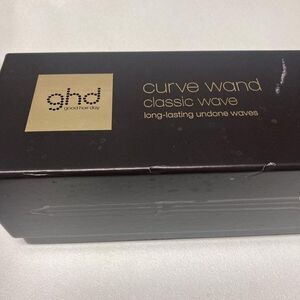 ghd
good hair day
curve wand
classic wave
long-lasting undone waves